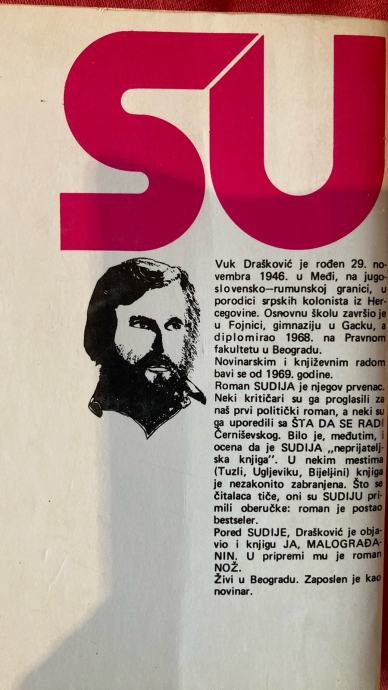 SU
Vuk Drašković je rođen 29. no-
vembra 1946. u Međi, na jugo-
slovensko—rumunskoj granici, u
porodici srpskih kolonista iz Her-
cegovine. Osnovnu školu završio je
u Fojnici, gimnaziju u Gacku, a
diplomirao 1968. na Pravnom
fakultetu u Beogradu.
Novinarskim i književnim radom
bavi se od 1969. godine.
Roman SUDIJA je njegov prvenac.
Neki kritičari su ga proglasili za
naš prvi politički roman, a neki su
ga uporedili sa ŠTA DA SE RADI
Černiševskog. Bilo je, međutim, i
ocena da je SUDIJA „neprijatelj-
ska knjiga". U nekim mestima
(Tuzli, Ugljeviku, Bijeljini) knjiga
je nezakonito zabranjena. Što se
čitalaca tiče, oni su SUDIJU pri-
mili oberučke: roman je postao
bestseler.
Pored SUDIJE, Drašković je obja-
vio i knjigu JA, MALOGRAĐA-
NIN. U pripremi mu je roman
NOŽ.
Živi u Beogradu. Zaposlen je kao
novinar.